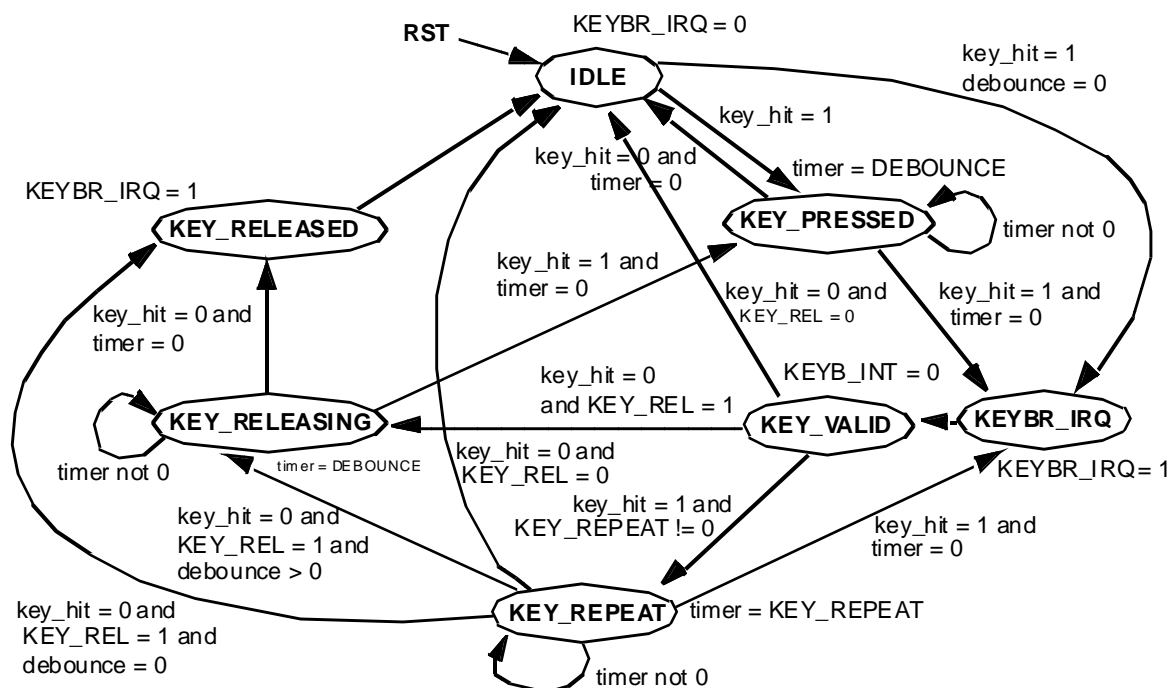 KEYBR_IRQ = 0
RST
IDLE
key_hit = 1
debounce = 0
key_hit = 1
key_hit = 0 and
timer = 0
timer = DEBOUNCE
KEYBR_IRQ = 1
KEY_RELEASED
KEY_PRESSED
timer not 0
key_hit = 1 and
timer = 0
key_hit = 0 and
KEY_REL = 0
key_hit = 1 and
timer = 0
key_hit = 0 and
timer = 0
key_hit = 0
and KEY_REL = 1
KEYB_INT = 0
KEY_RELEASING
KEY_VALID
KEYBR_IRQ
timer not 0
timer = DEBOUNCE
key_hit = 0 and
KEY_REL = 0
KEYBR_IRQ= 1
key_hit = 0 and
KEY_REL = 1 and
debounce > 0
key_hit = 1 and
KEY_REPEAT != 0
key_hit = 1 and
timer = 0
key_hit = 0 and
KEY_REL = 1 and
debounce = 0
KEY_REPEAT
timer = KEY_REPEAT
timer not 0